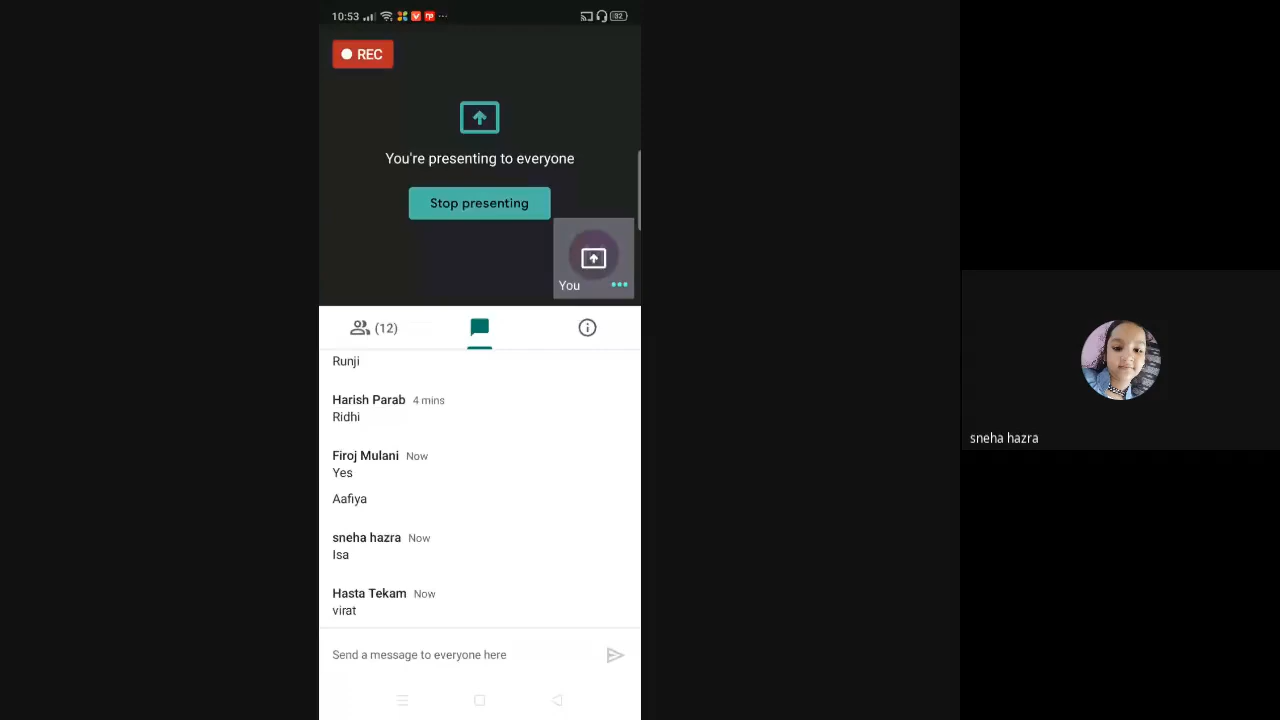 10:53
82
REC
You're presenting to everyone
Stop presenting
You
(12)
Runji
Harish Parab 4 mins
Ridhi
Firoj Mulani Now
Yes
Aafiya
sneha hazra Now
Isa
Hasta Tekam Now
virat
Send a message to everyone here
sneha hazra